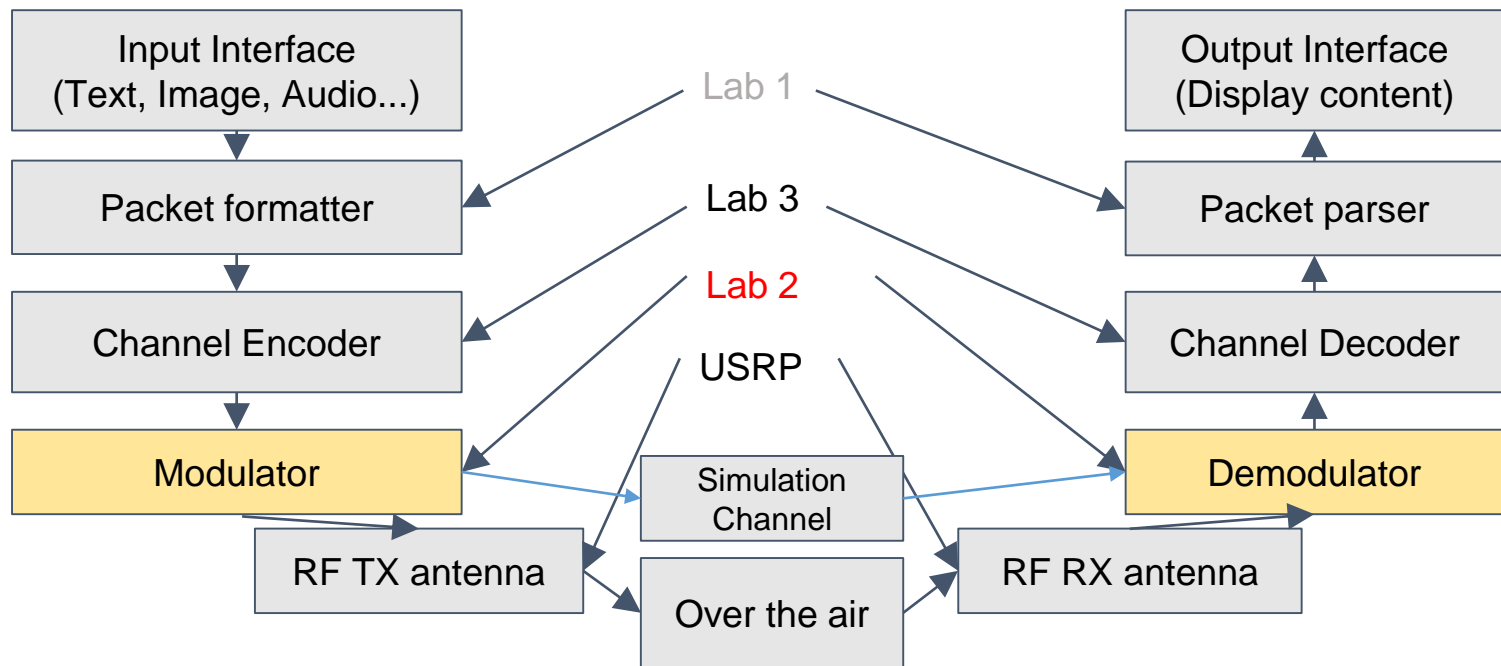 Input Interface
(Text, Image, Audio...)
Packet formatter
Channel Encoder
Modulator
RF TX antenna
Lab 1
Lab 3
Lab 2
USRP
Simulation
Channel
Over the air
Output Interface
(Display content)
Packet parser
Channel Decoder
Demodulator
RF RX antenna